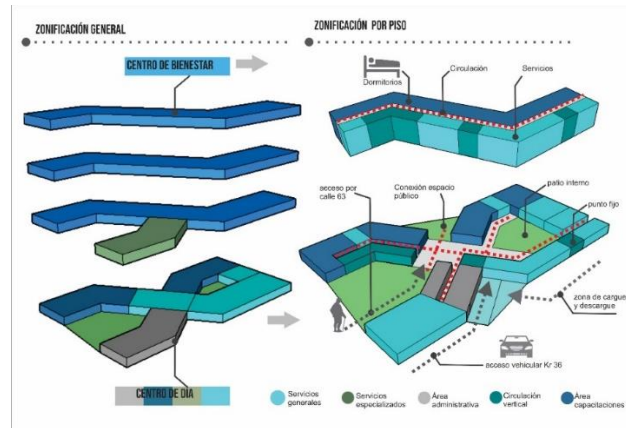 ZONIFICACIÓN GENERAL
ZONIFICACIÓN POR PISO
CENTRO DE BIENESTAR
Dormitorios
Circulación
Servicios
acceso por
calle 63
Conexión espacio
público
patio interno
punto fijo
zona de cargue
y descargue
acceso vehicular Kr 36
CENTRO DE DIA
Servicios
generales
Servicios
especializados
Área
administrativa
Circulación
vertical
Área
capacitaciones